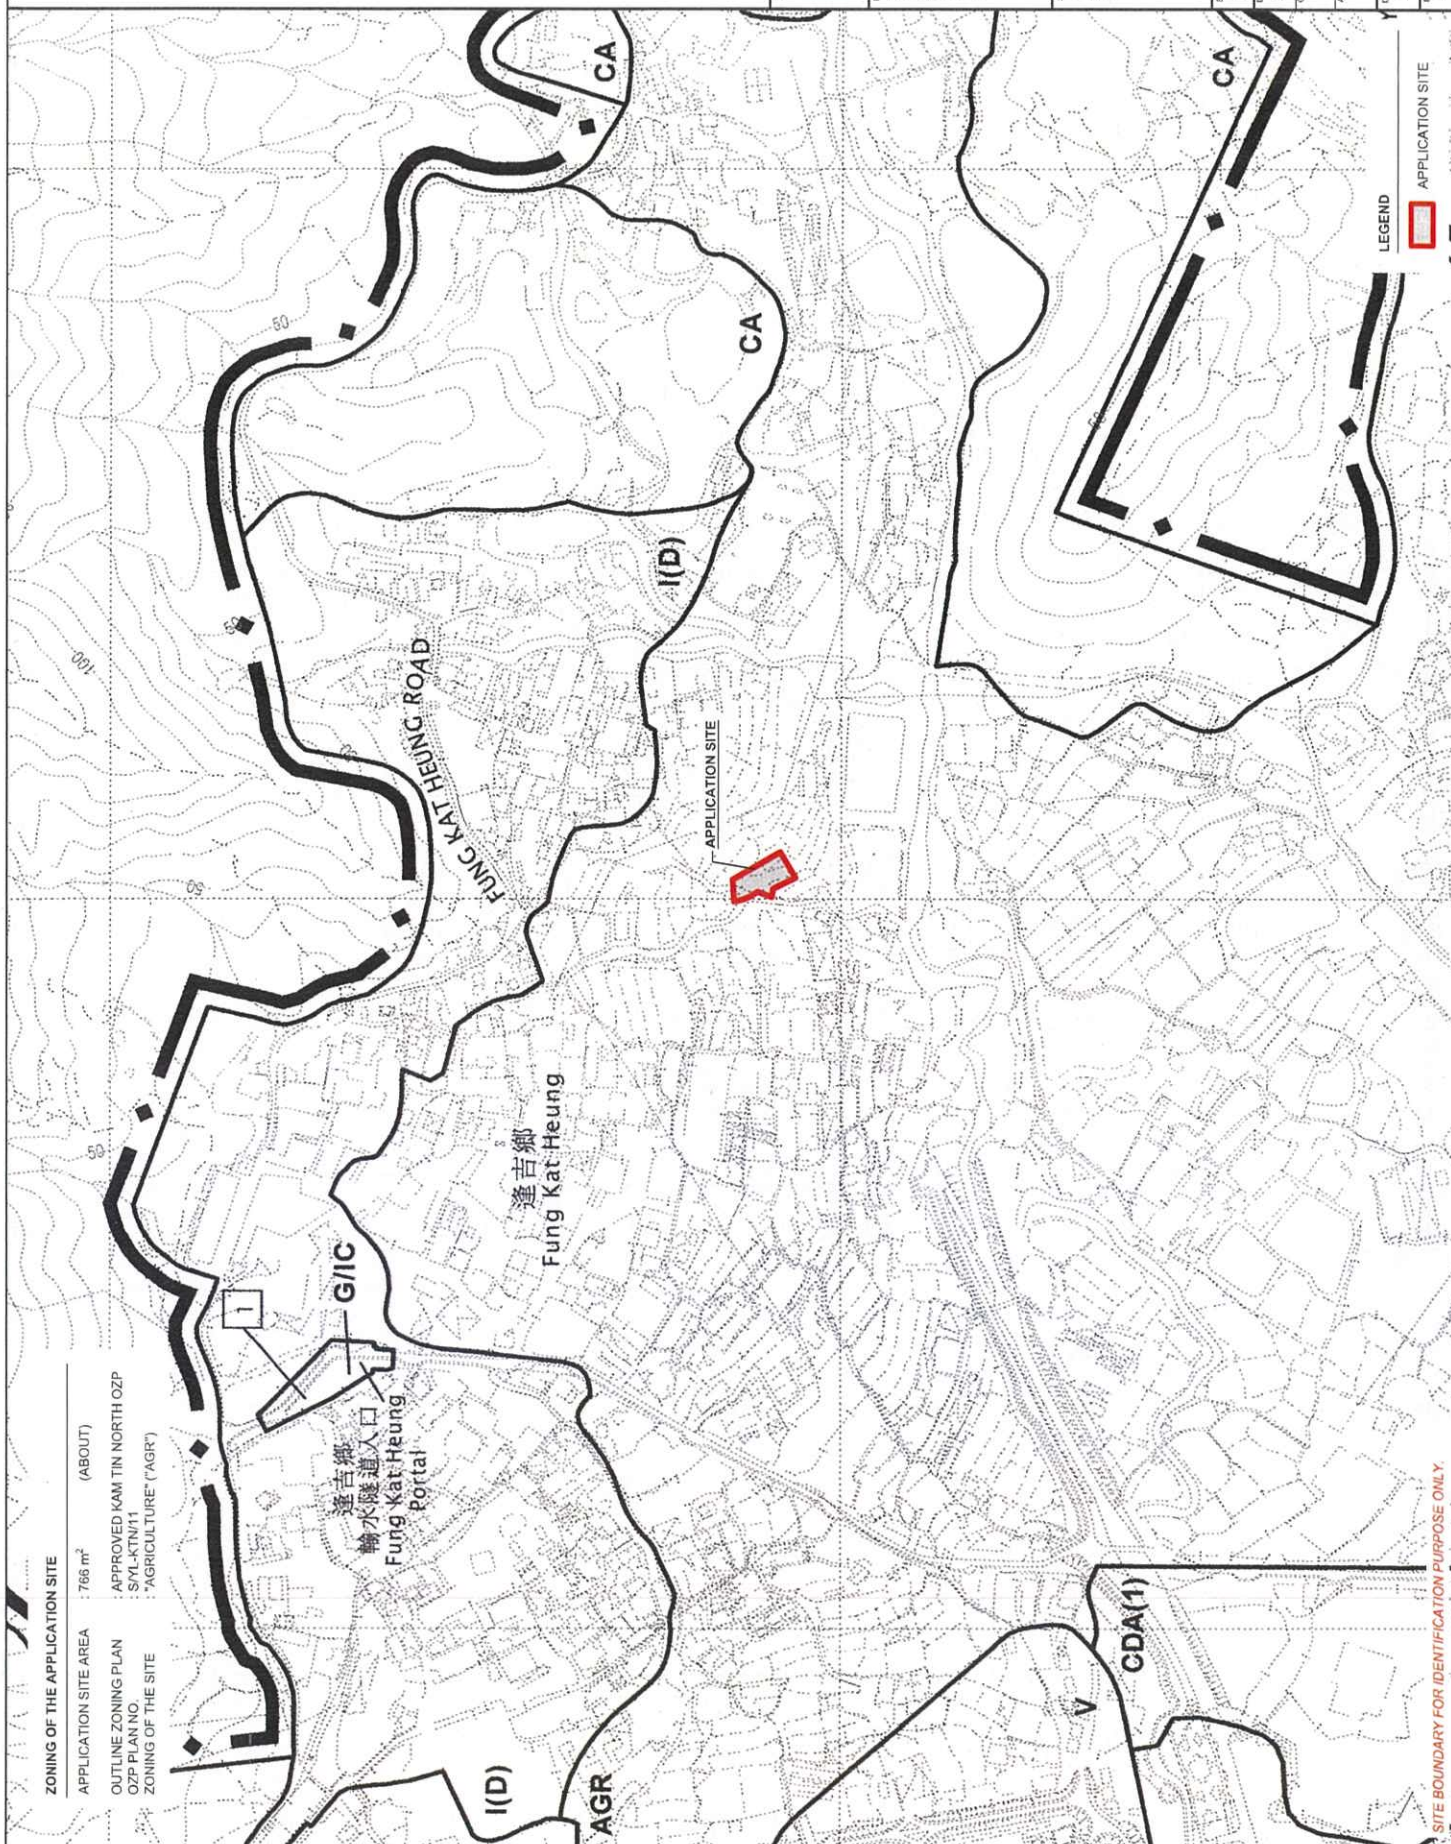 ZONING OF THE APPLICATION SITE
APPLICATION SITE AREA : 766 m² (ABOUT)
OUTLINE ZONING PLAN : APPROVED KAM TIN NORTH OZP
OZP PLAN NO. : S/YL-KTN/11
ZONING OF THE SITE : "AGRICULTURE" ("AGR")
50
1
G/IC
逢吉鄉
輸水隧道入口
Fung Kat Heung
Portal
I(D)
AGR
逢吉鄉
Fung Kat Heung
50
100
50
FUNG KAT HEUNG ROAD
50
I(D)
CA
CA
APPLICATION SITE
CA
V
CDA(1)
LEGEND
APPLICATION SITE
SITE BOUNDARY FOR IDENTIFICATION PURPOSE ONLY.